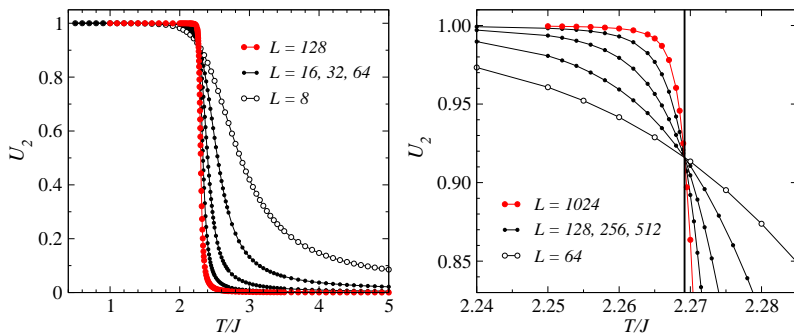 1
0.8
0.6
0.4
0.2
0
U₂
L = 128
L = 16, 32, 64
L = 8
0 1 2 3 4 5
T/J
1.00
0.95
0.90
0.85
U₂
L = 1024
L = 128, 256, 512
L = 64
2.24 2.25 2.26 2.27 2.28
T/J